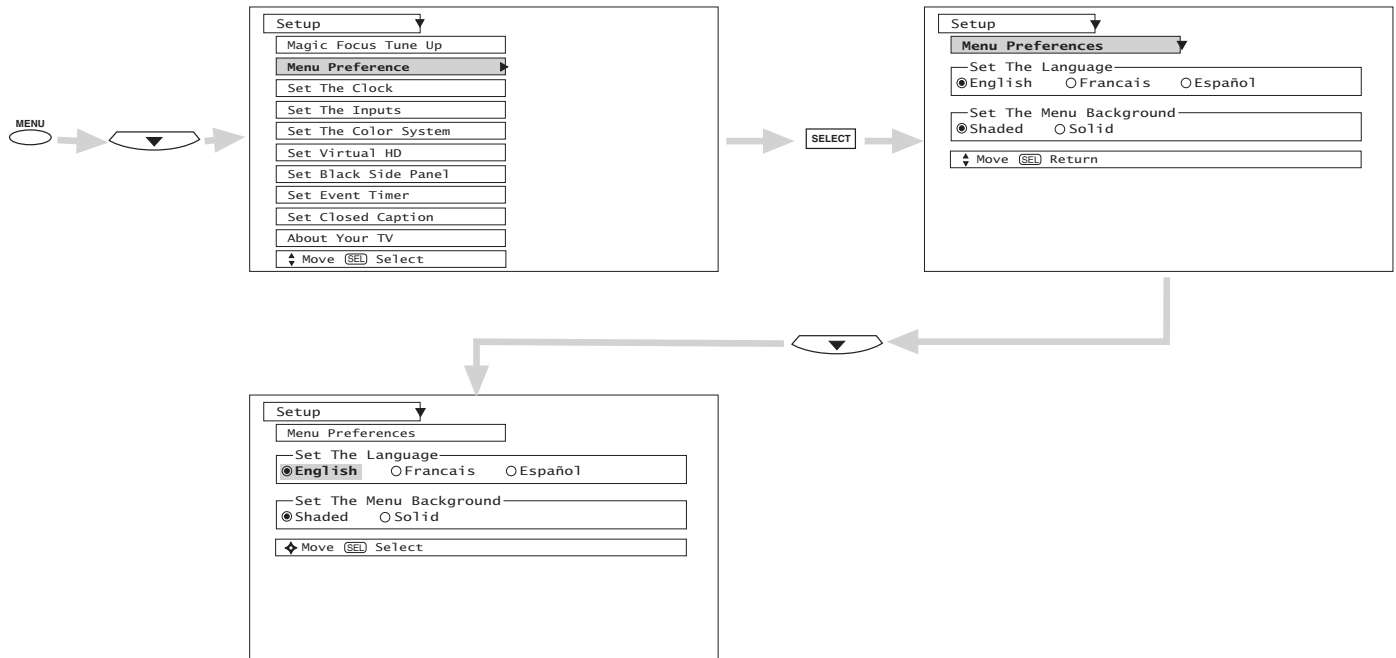 MENU
Setup
Magic Focus Tune Up
Menu Preference
Set The Clock
Set The Inputs
Set The Color System
Set Virtual HD
Set Black Side Panel
Set Event Timer
Set Closed Caption
About Your TV
Move SEL Select
SELECT
Setup
Menu Preferences
Set The Language
English Francais Español
Set The Menu Background
Shaded Solid
Move SEL Return
Setup
Menu Preferences
Set The Language
English Francais Español
Set The Menu Background
Shaded Solid
Move SEL Select